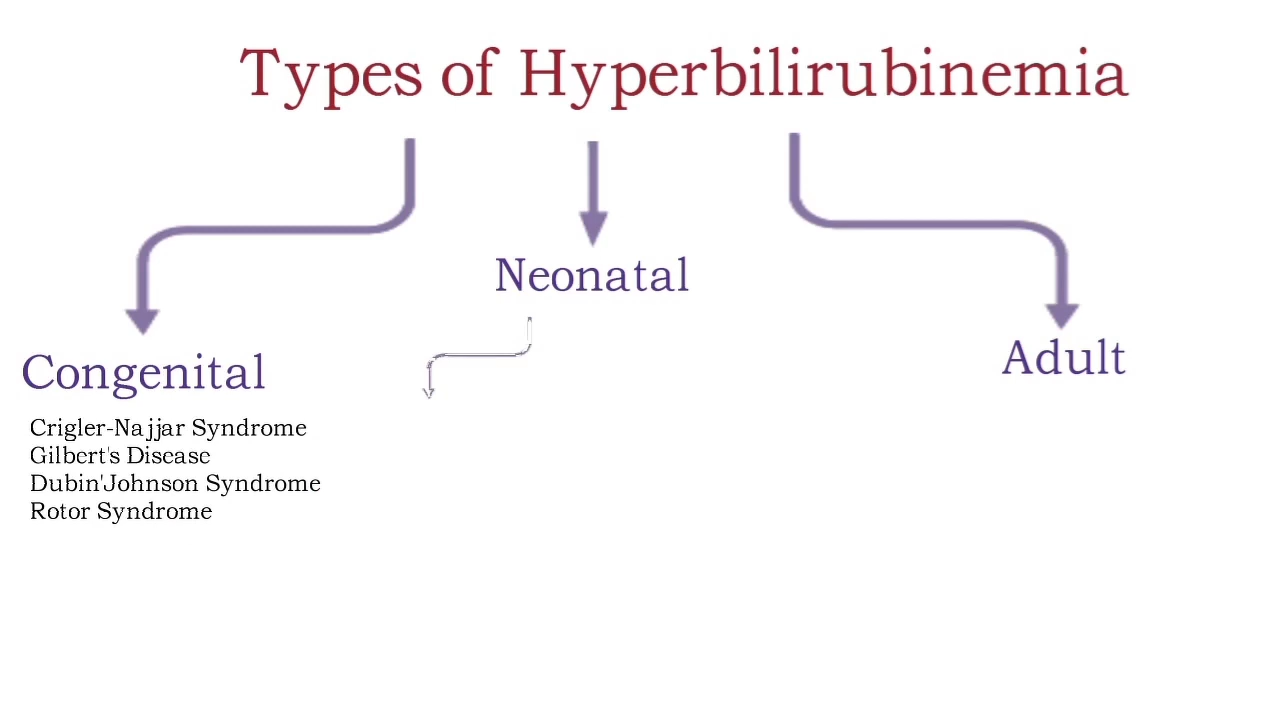 Types of Hyperbilirubinemia
Neonatal
Adult
Congenital
Crigler-Najjar Syndrome
Gilbert's Disease
Dubin'Johnson Syndrome
Rotor Syndrome